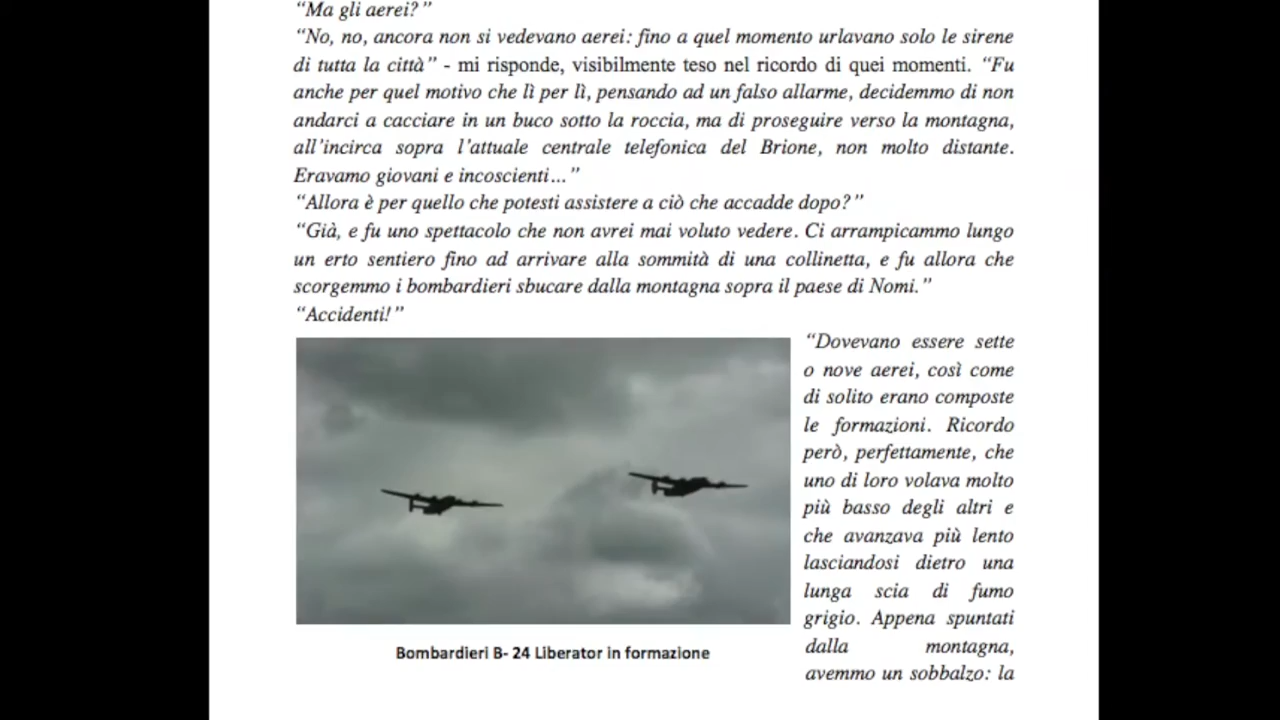 “Ma gli aerei?”
“No, no, ancora non si vedevano aerei: fino a quel momento urlavano solo le sirene
di tutta la città” - mi risponde, visibilmente teso nel ricordo di quei momenti. “Fu
anche per quel motivo che lì per lì, pensando ad un falso allarme, decidemmo di non
andarci a cacciare in un buco sotto la roccia, ma di proseguire verso la montagna,
all’incirca sopra l’attuale centrale telefonica del Brione, non molto distante.
Eravamo giovani e incoscienti…”
“Allora è per quello che potesti assistere a ciò che accadde dopo?”
“Già, e fu uno spettacolo che non avrei mai voluto vedere. Ci arrampicammo lungo
un erto sentiero fino ad arrivare alla sommità di una collinetta, e fu allora che
scorgemmo i bombardieri sbucare dalla montagna sopra il paese di Nomi.”
“Accidenti!”
“Dovevano essere sette
o nove aerei, così come
di solito erano composte
le formazioni. Ricordo
però, perfettamente, che
uno di loro volava molto
più basso degli altri e
che avanzava più lento
lasciandosi dietro una
lunga scia di fumo
grigio. Appena spuntati
dalla montagna,
avemmo un sobbalzo: la
Bombardieri B- 24 Liberator in formazione